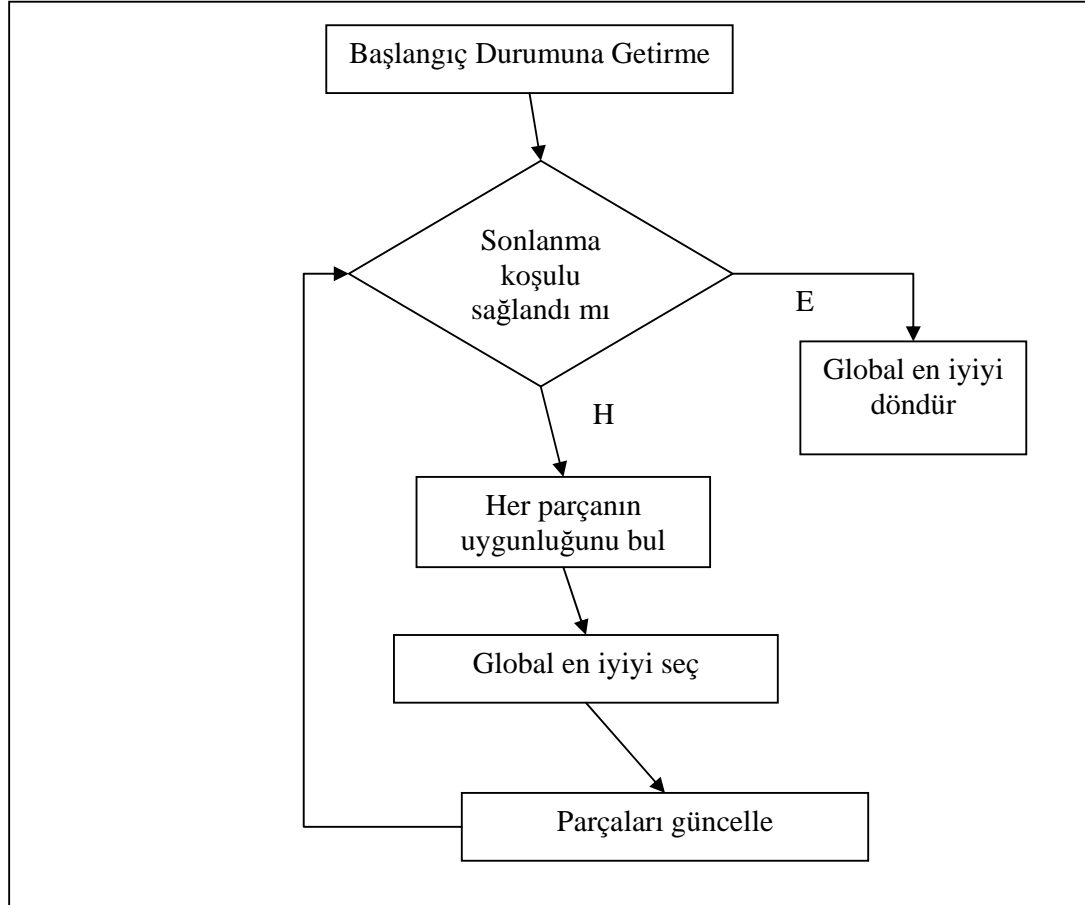 Başlangıç Durumuna Getirme
Sonlanma
koşulu
sağlandı mı
E
Global en iyiyi
döndür
H
Her parçanın
uygunluğunu bul
Global en iyiyi seç
Parçaları güncelle